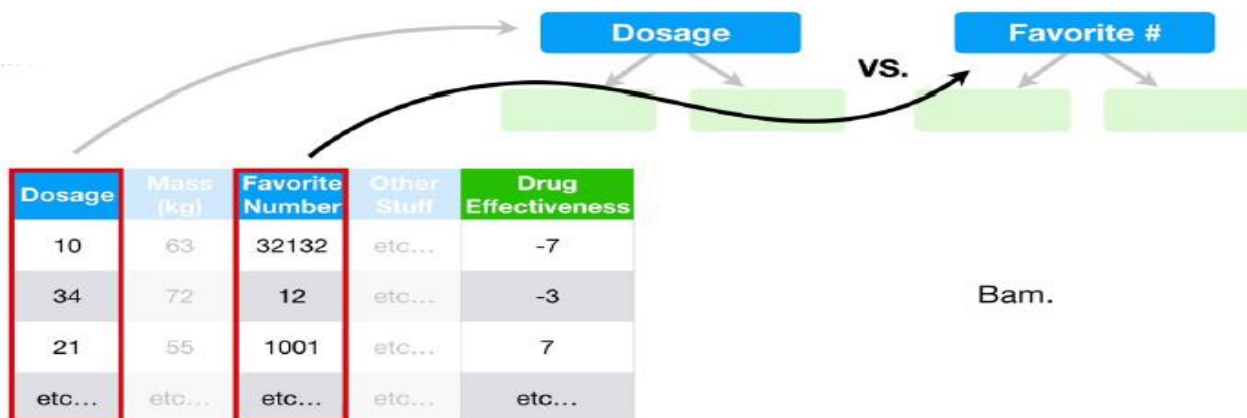 Dosage
Favorite #
vs.
Dosage Mass (kg) Favorite Number Other Stuff Drug Effectiveness
10 63 32132 etc... -7
34 72 12 etc... -3
21 55 1001 etc... 7
etc... etc... etc... etc... etc...
Bam.